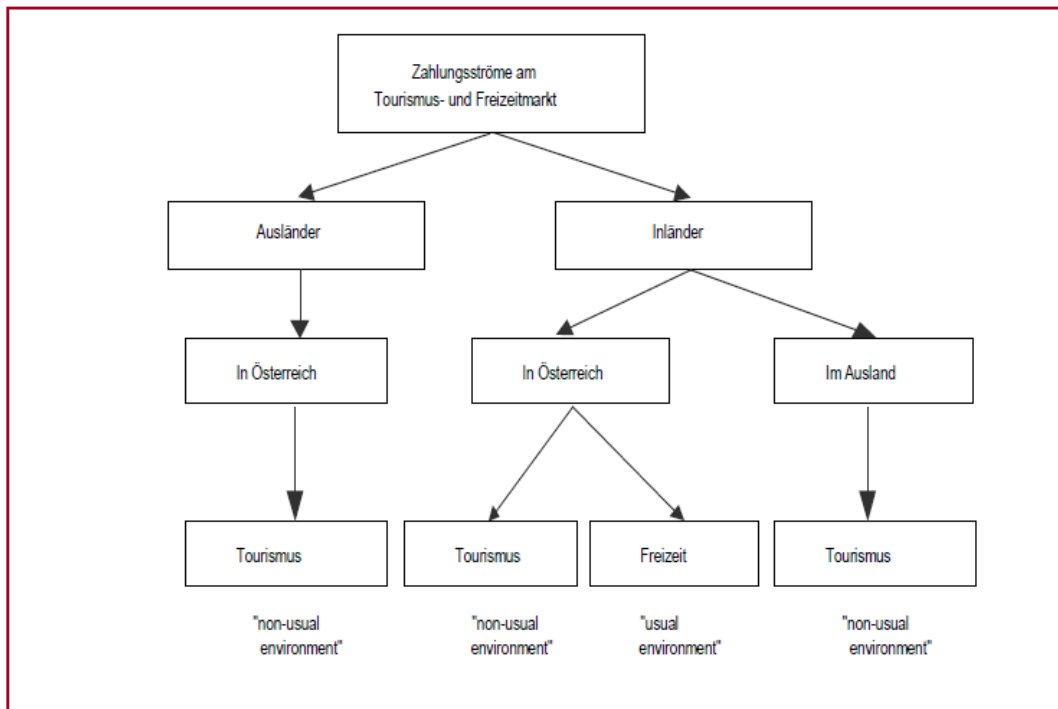 Zahlungsströme am
Tourismus- und Freizeitmarkt
Ausländer
Inländer
In Österreich
In Österreich
Im Ausland
Tourismus
Tourismus
Freizeit
Tourismus
"non-usual
environment"
"non-usual
environment"
"usual
environment"
"non-usual
environment"